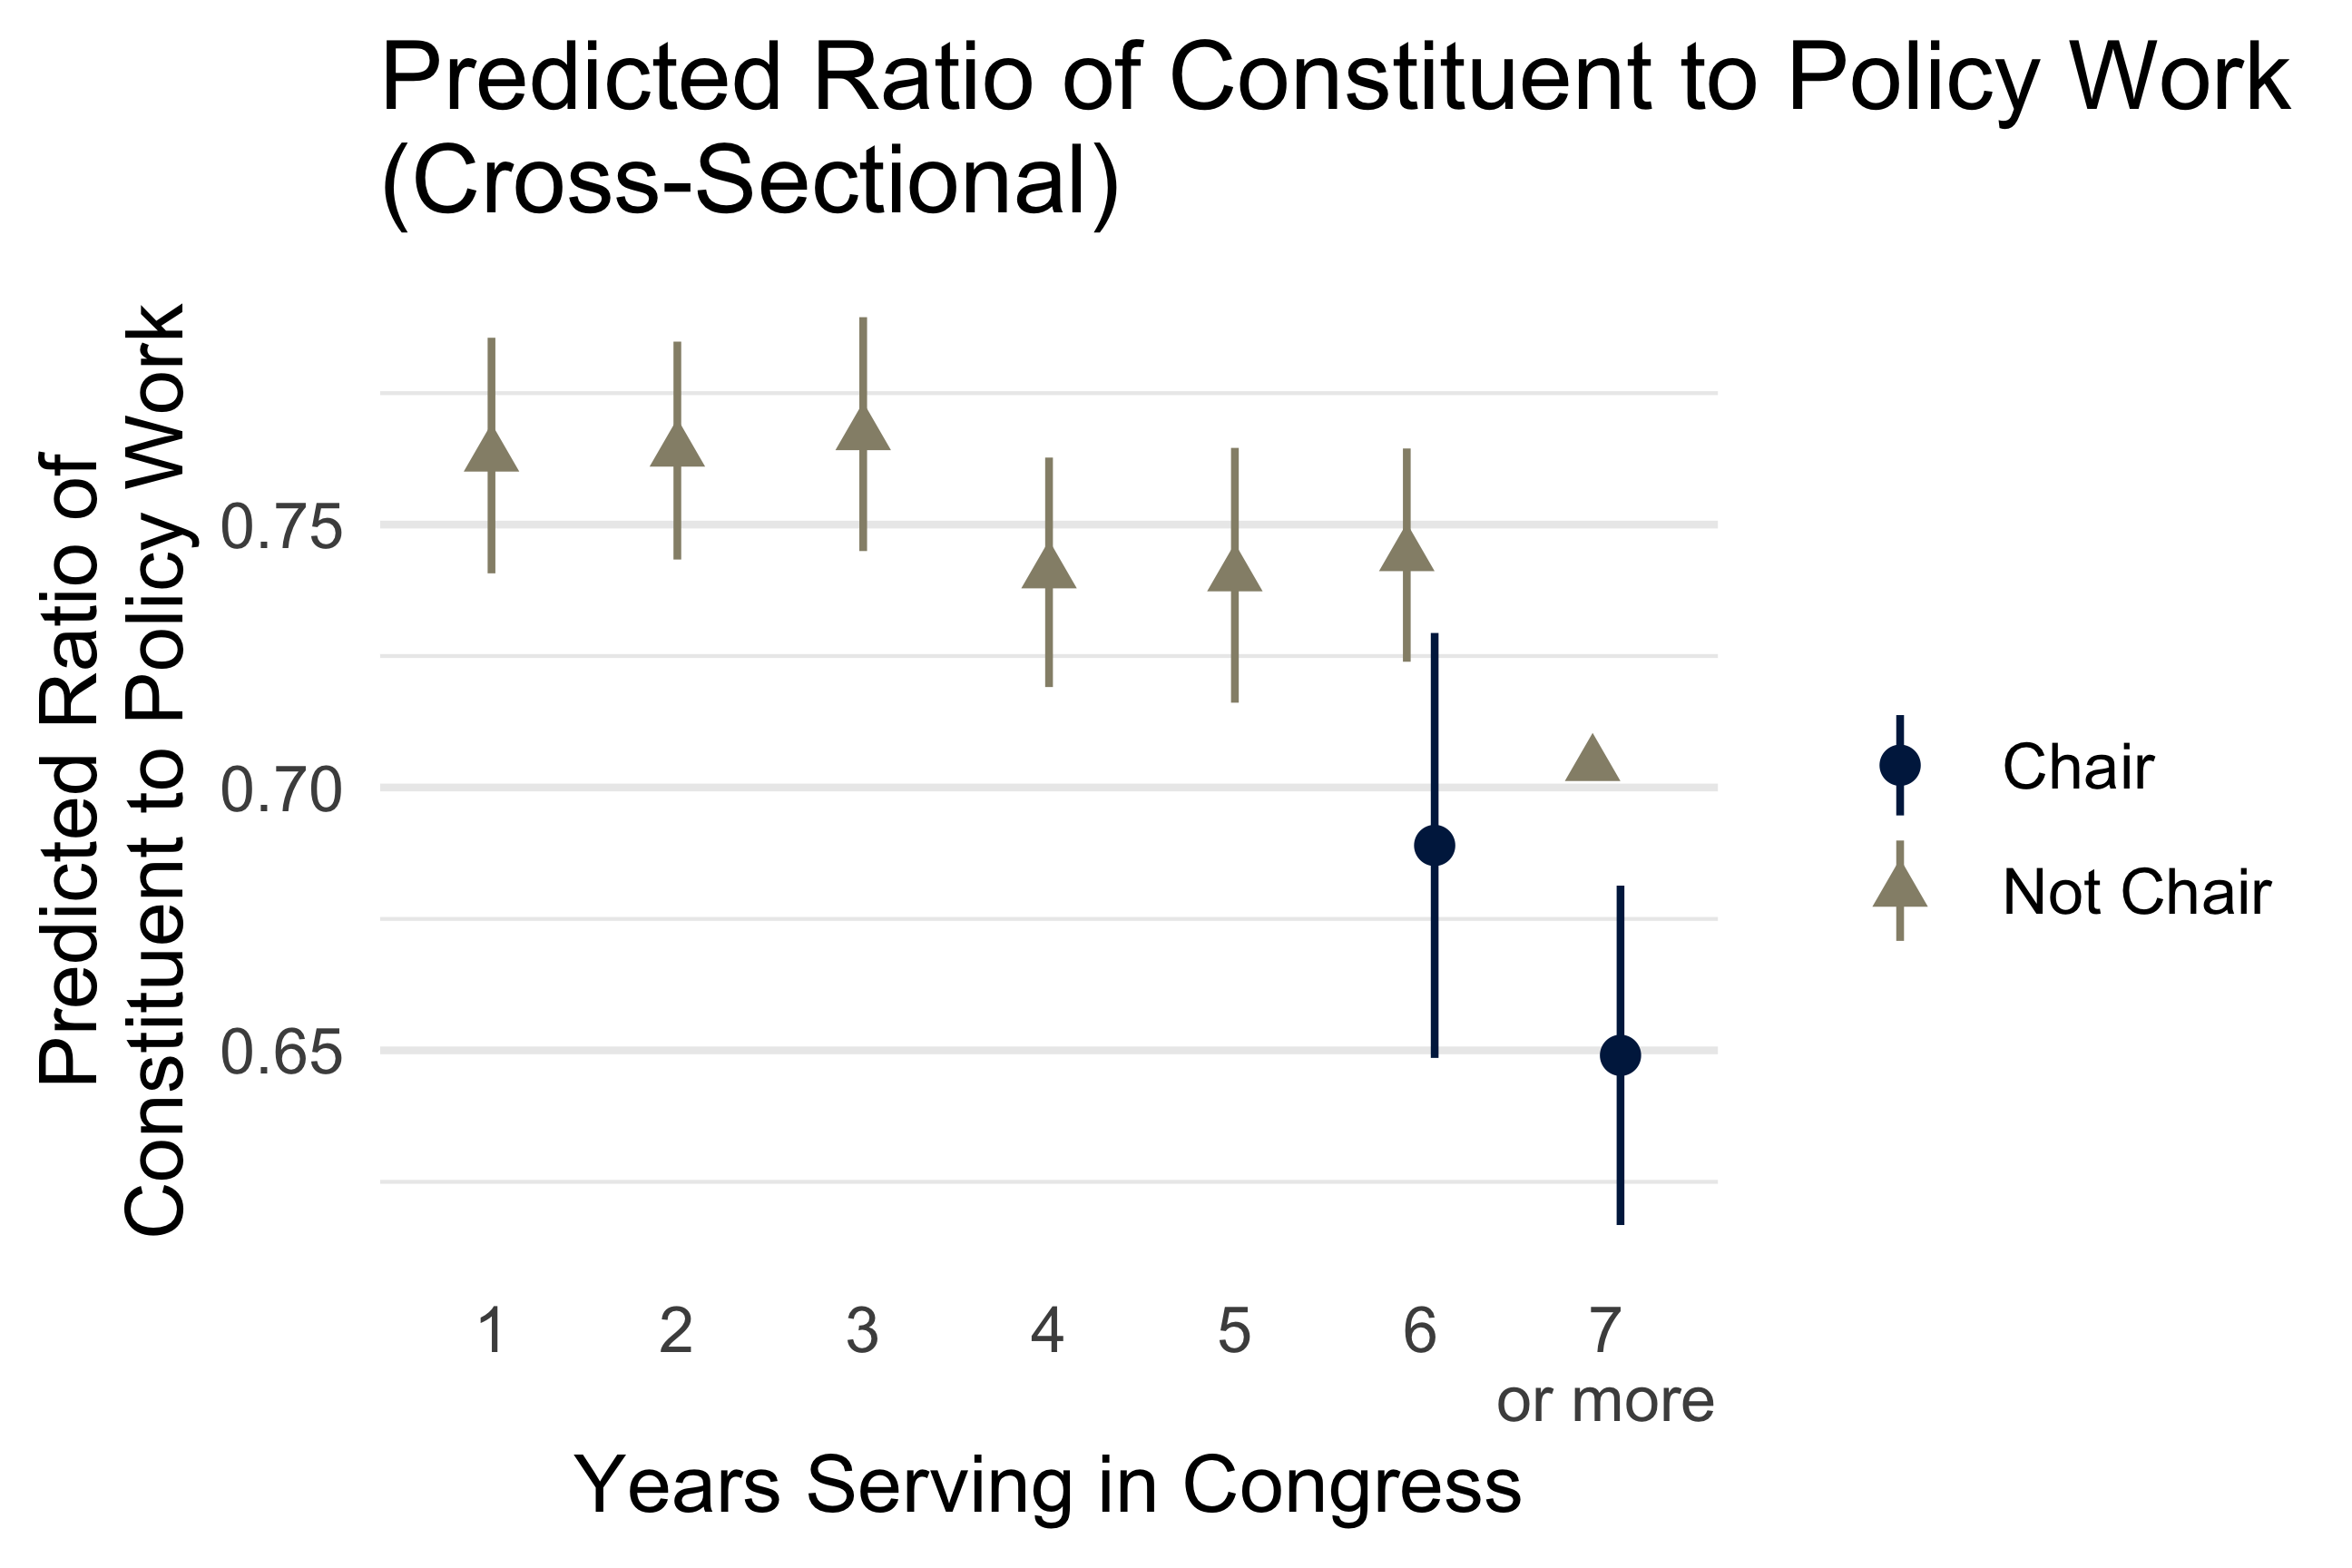 Predicted Ratio of Constituent to Policy Work
(Cross-Sectional)
Predicted Ratio of
Constituent to Policy Work
0.75
0.70
0.65
1
2
3
4
5
6
7
or more
Years Serving in Congress
Chair
Not Chair